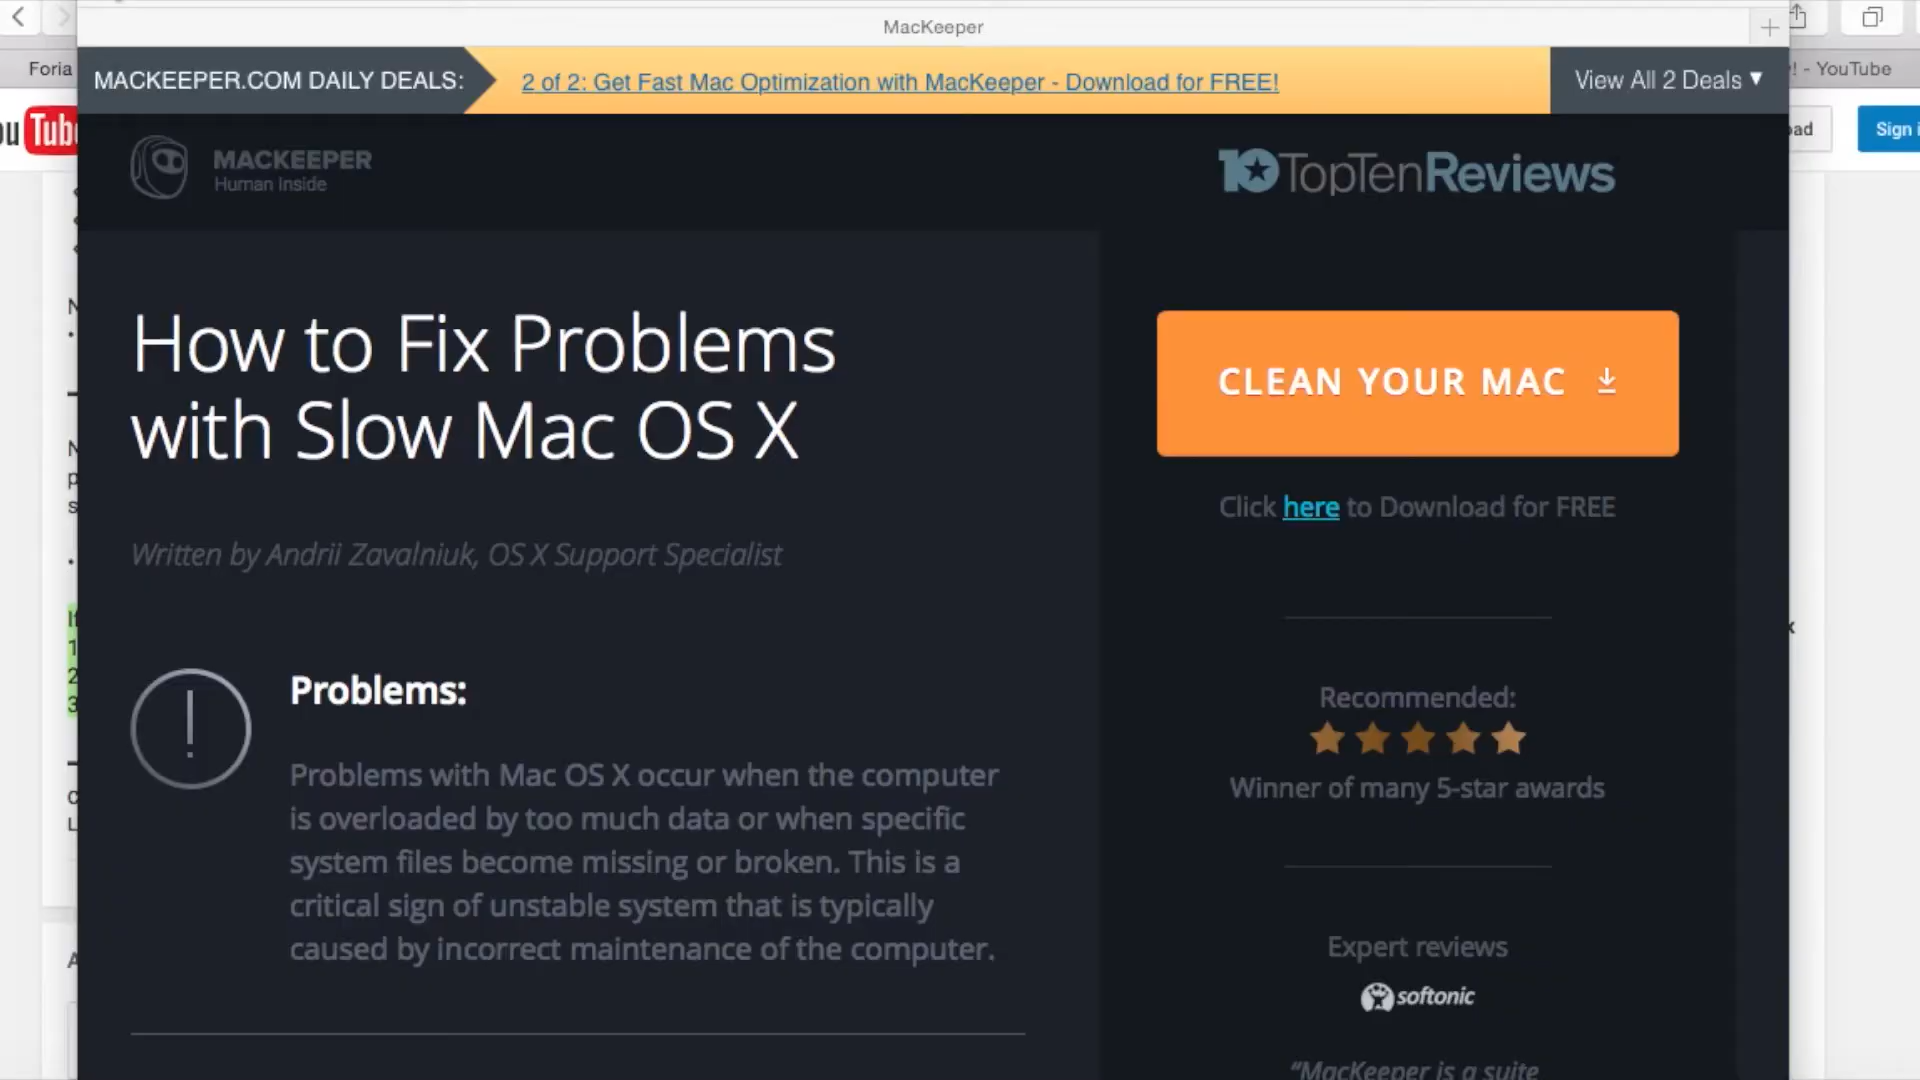 MacKeeper
Foria
! - YouTube
MACKEEPER.COM DAILY DEALS:
2 of 2: Get Fast Mac Optimization with MacKeeper - Download for FREE!
View All 2 Deals ▼
Tub
Sign i
MACKEEPER
Human Inside
10 TopTenReviews
How to Fix Problems
with Slow Mac OS X
CLEAN YOUR MAC
Click here to Download for FREE
Written by Andrii Zavalniuk, OS X Support Specialist
Problems:
Problems with Mac OS X occur when the computer
is overloaded by too much data or when specific
system files become missing or broken. This is a
critical sign of unstable system that is typically
caused by incorrect maintenance of the computer.
Recommended:
Winner of many 5-star awards
Expert reviews
softonic
“MacKeeper is a suite